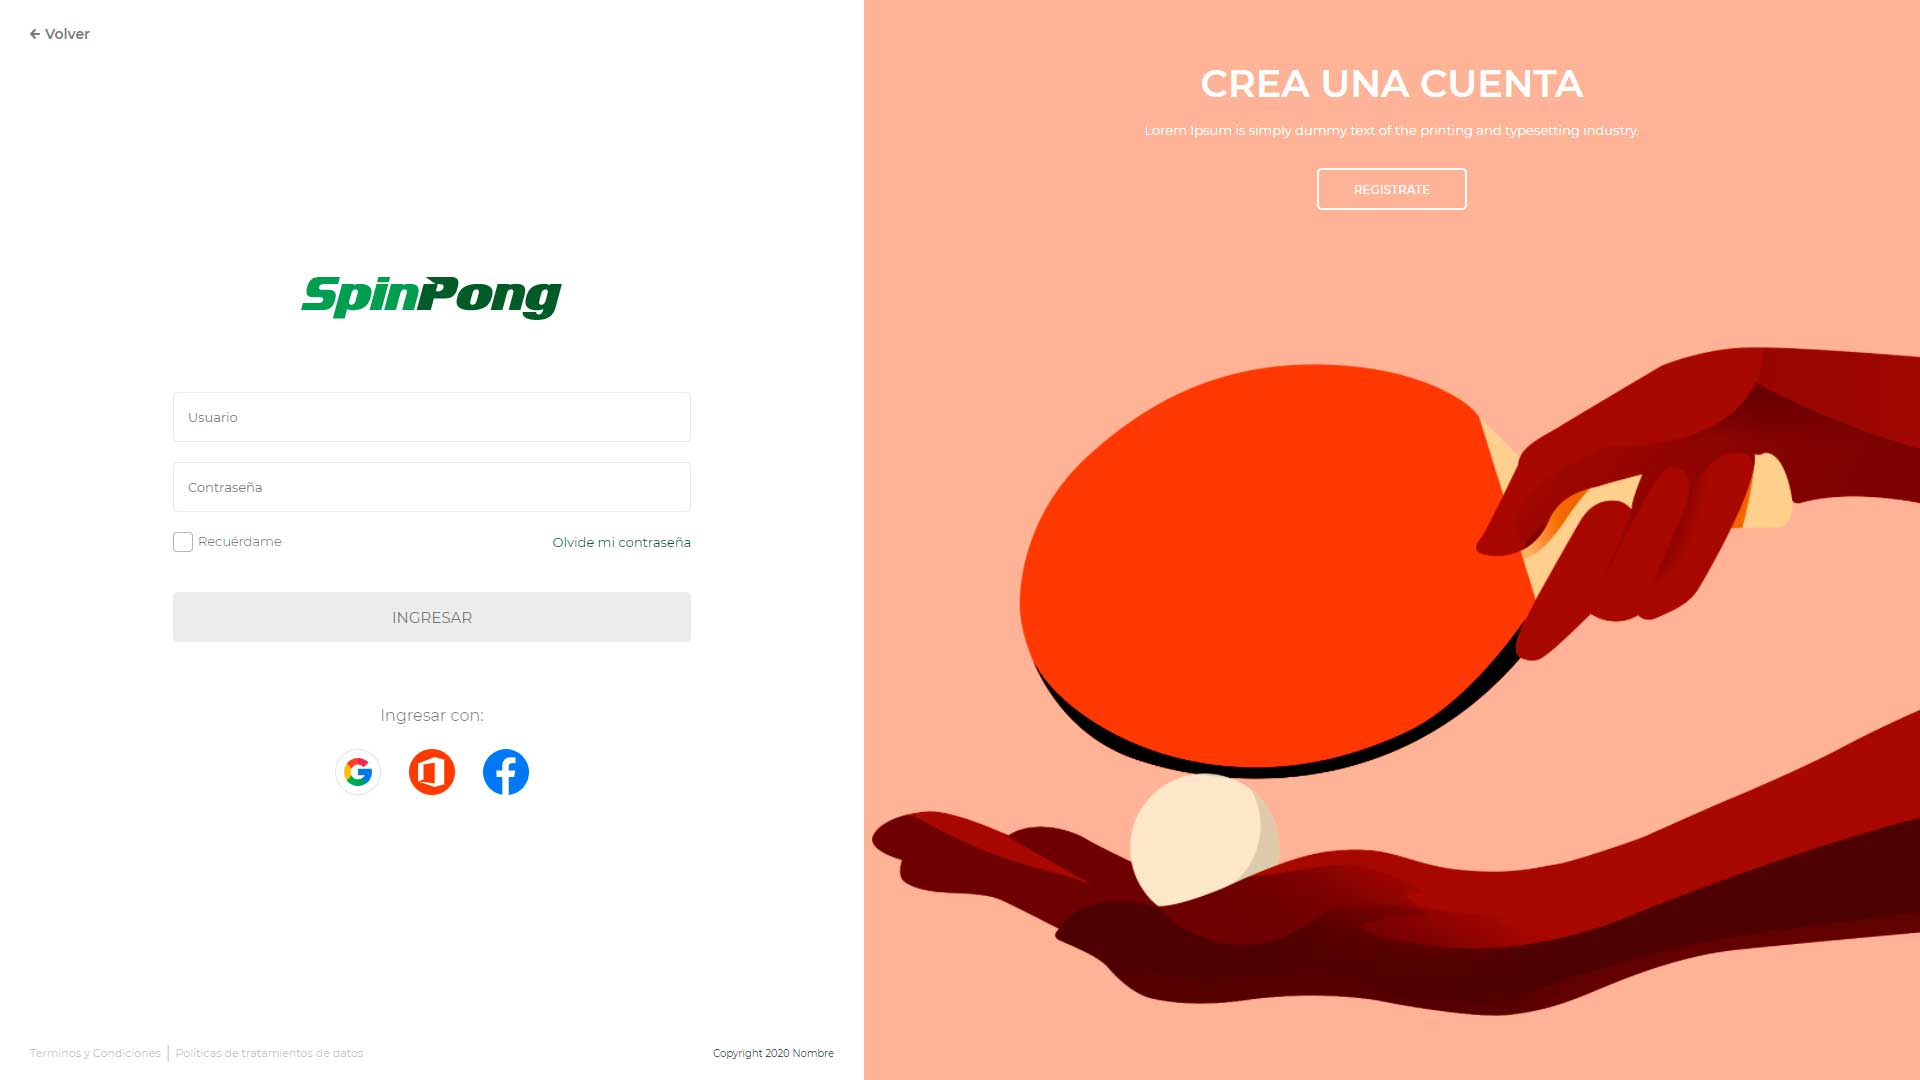 Volver
SpinPong
Usuario
Contraseña
Recuérdame
Olvide mi contraseña
INGRESAR
Ingresar con:
Terminos y Condiciones | Políticas de tratamientos de datos
Copyright 2020 Nombre
CREA UNA CUENTA
Lorem Ipsum is simply dummy text of the printing and typesetting industry.
REGISTRATE